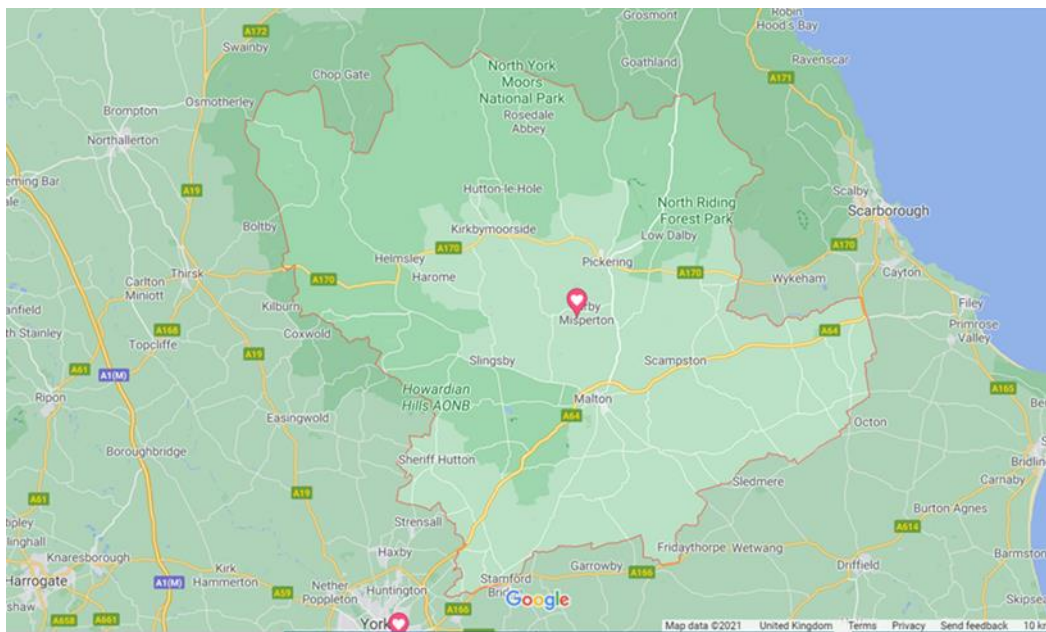 Grosmont
Robin
Hood's Bay
A172
Swainby
Ravenscar
Goathland
Chop Gate
A171
North York
Moors
National Park
Osmotherley
Rosedale
Abbey
Brompton
Northallerton
eming Bar
A19
Hutton-le-Hole
Scalby
North Riding
Forest Park
Scarborough
Boltby
Kirkbymoorside
Low Dalby
A170
A170
Helmsley
Pickering
Thirsk
A170
Harome
A170
Wykeham
Cayton
Carlton
Miniott
Kilburn
Misperton
Filey
A168
Coxwold
A64
Primrose
Valley
th Stainley
Topcliffe
A19
Slingsby
Scampston
A61
A1(M)
A165
Ripon
Howardian
Hills AONB
Malton
Easingwold
A64
Octon
Boroughbridge
Sheriff Hutton
Sledmere
Carnaby
A61
A19
Burton Agnes
Strensall
A614
Haxby
Fridaythorpe
Wetwang
Barmston
Knaresborough
Kirk
Hammerton
Garrowby
Driffield
Harrogate
A1(M)
A59
Nether
Poppleton
Huntington
Stamford
A166
Google
A166
York
A658
A661
Map data ©2021 United Kingdom Terms Privacy Send feedback